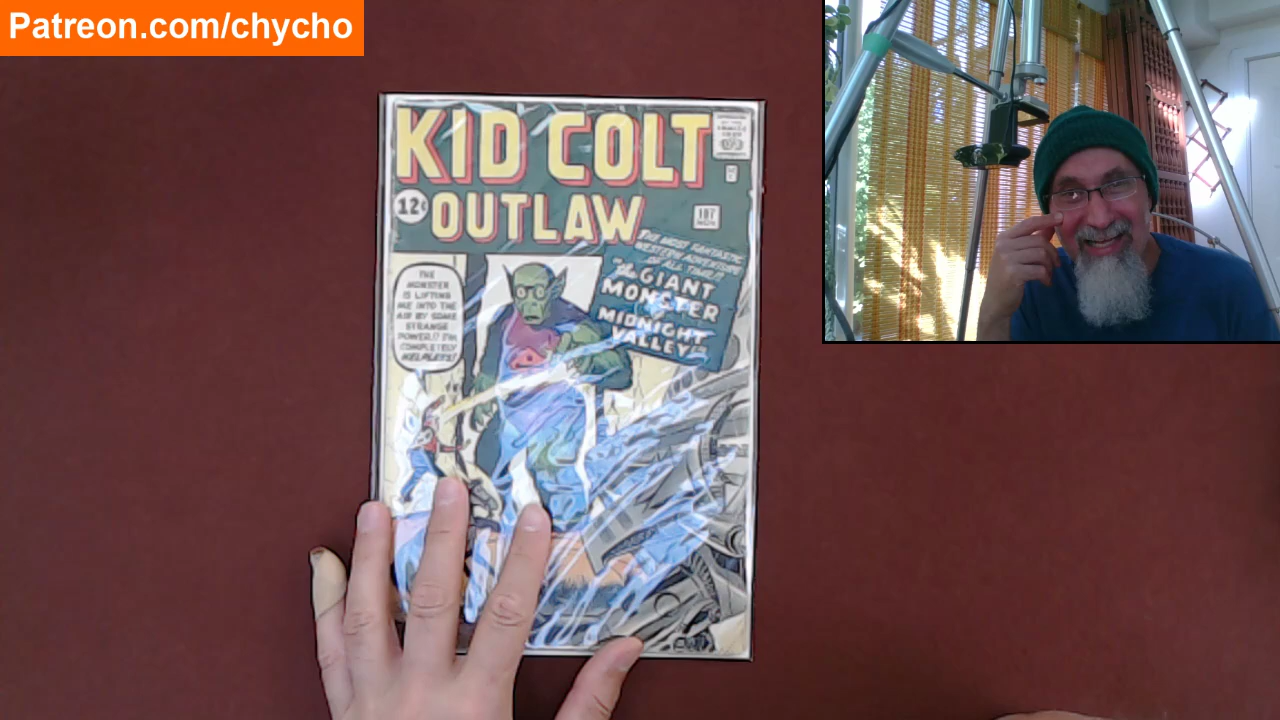 Patreon.com/chycho
KID COLT
12¢
OUTLAW
107
NOV
THE MOST FANTASTIC
WESTERN ADVENTURE
OF ALL TIME!!
"The GIANT
MONSTER
of
MIDNIGHT
VALLEY"!!
THE
MONSTER
IS LIFTING
ME INTO THE
AIR BY SOME
STRANGE
POWER!! I'M
COMPLETELY
HELPLESS!